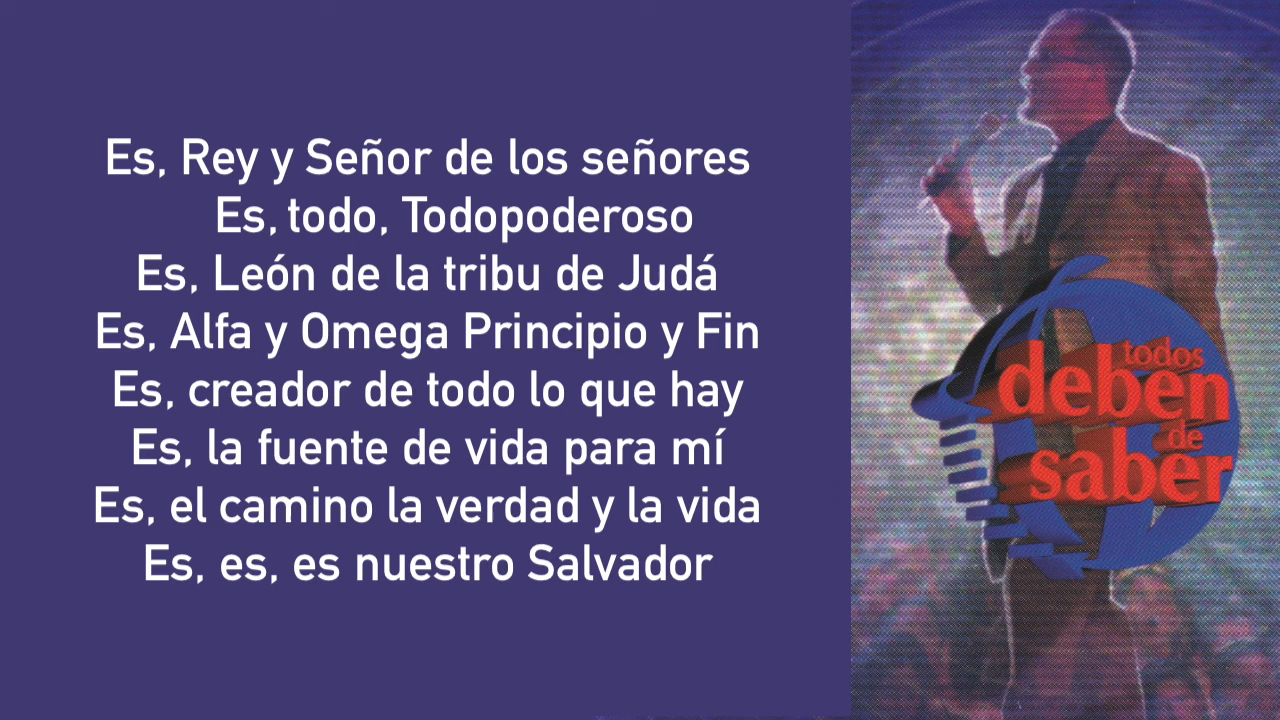 Es, Rey y Señor de los señores
Es, todo, Todopoderoso
Es, León de la tribu de Judá
Es, Alfa y Omega Principio y Fin
Es, creador de todo lo que hay
Es, la fuente de vida para mí
Es, el camino la verdad y la vida
Es, es, es nuestro Salvador
todos
deben
de
saber